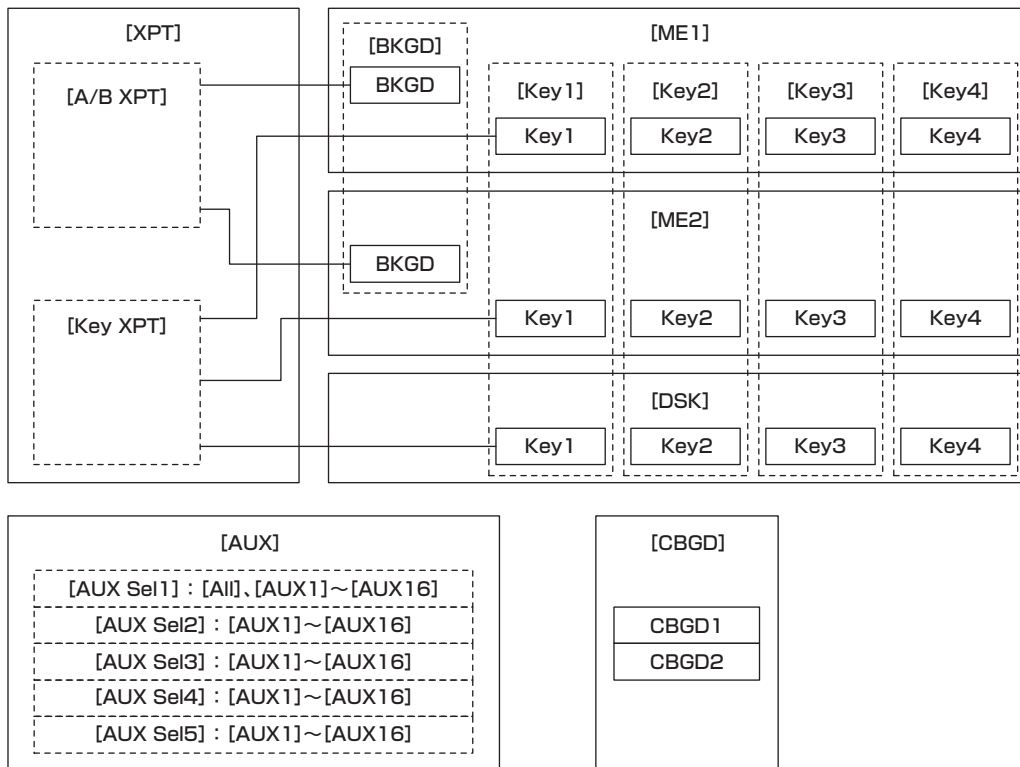 [XPT]
[A/B XPT]
[Key XPT]
[ME1]
[BKGD]
BKGD
[Key1] [Key2] [Key3] [Key4]
Key1 Key2 Key3 Key4
[ME2]
BKGD
Key1 Key2 Key3 Key4
[DSK]
Key1 Key2 Key3 Key4
[AUX]
[AUX Sel1]：[All]、[AUX1]～[AUX16]
[AUX Sel2]：[AUX1]～[AUX16]
[AUX Sel3]：[AUX1]～[AUX16]
[AUX Sel4]：[AUX1]～[AUX16]
[AUX Sel5]：[AUX1]～[AUX16]
[CBGD]
CBGD1
CBGD2